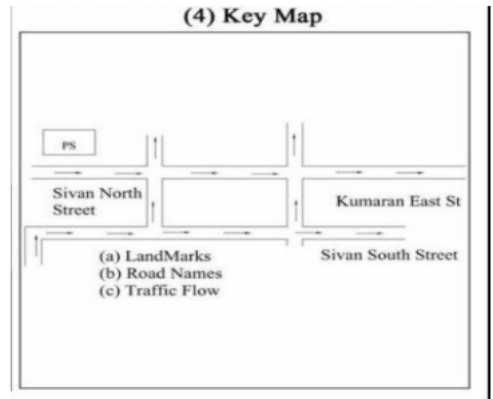 (4) Key Map
PS
Sivan North
Street
Kumaran East St
Sivan South Street
(a) LandMarks
(b) Road Names
(c) Traffic Flow